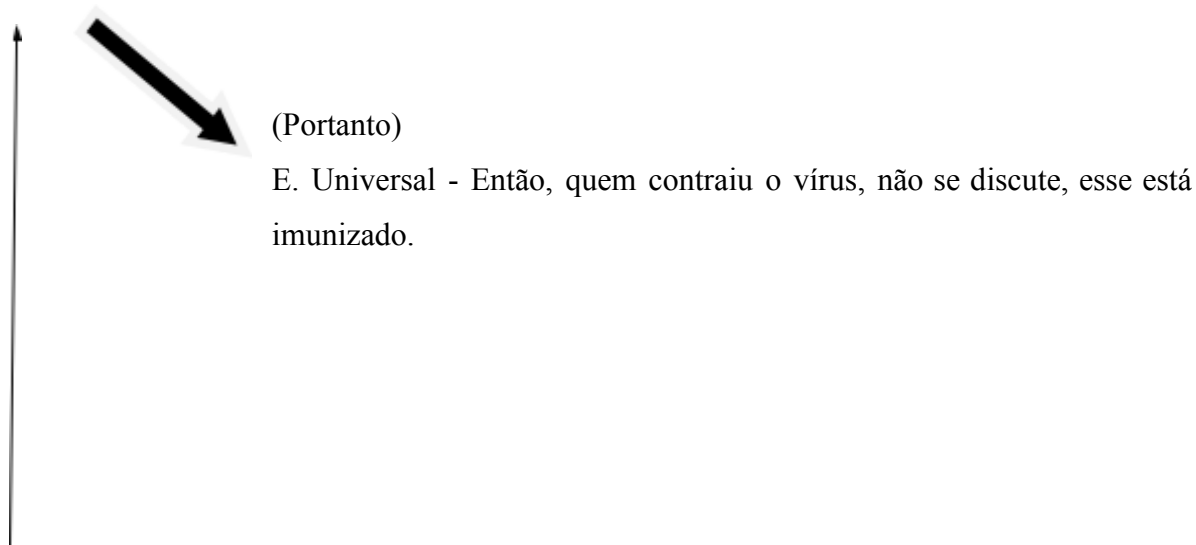 (Portanto)
E. Universal - Então, quem contraiu o vírus, não se discute, esse está
imunizado.